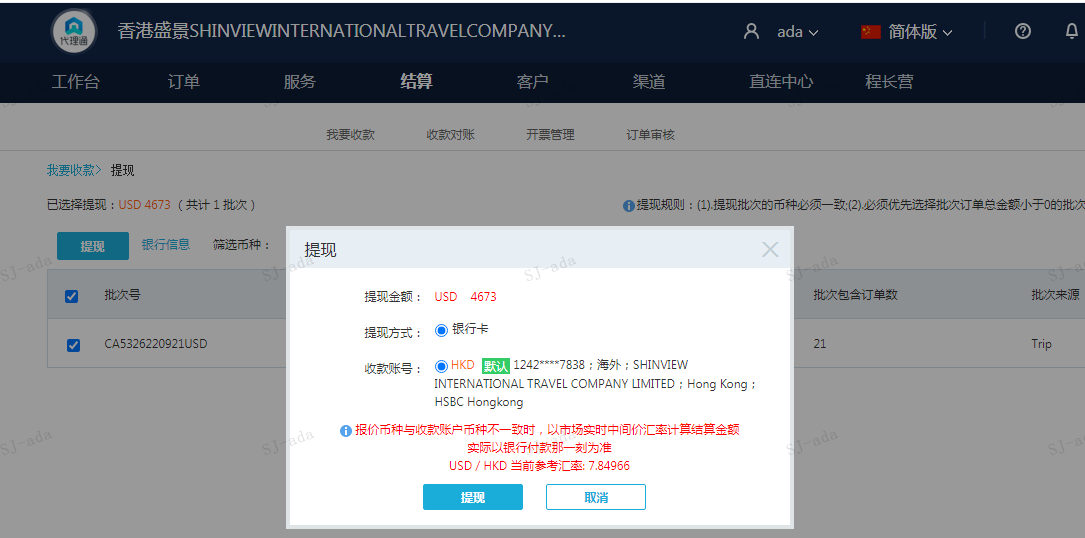 代理通
香港盛景SHINVIEWINTERNATIONALTRAVELCOMPANY...
ada
简体版
工作台 订单 服务 结算 客户 渠道 直连中心 程长营
我要收款 收款对账 开票管理 订单审核
我要收款> 提现
已选择提现：USD 4673 （共计 1 批次 ）
提现规则：(1).提现批次的币种必须一致;(2).必须优先选择批次订单总金额小于0的批次
提现 银行信息 筛选币种：
批次号 批次包含订单数 批次来源
CA5326220921USD 21 Trip
提现
提现金额： USD 4673
提现方式： 银行卡
收款账号： HKD 默认 1242****7838；海外；SHINVIEW
INTERNATIONAL TRAVEL COMPANY LIMITED；Hong Kong；
HSBC Hongkong
报价币种与收款账户币种不一致时，以市场实时中间价汇率计算结算金额
实际以银行付款那一刻为准
USD / HKD 当前参考汇率: 7.84966
提现 取消
SJ-ada
SJ-ada
SJ-ada
SJ-ada
SJ-ada
SJ-ada
SJ-ada